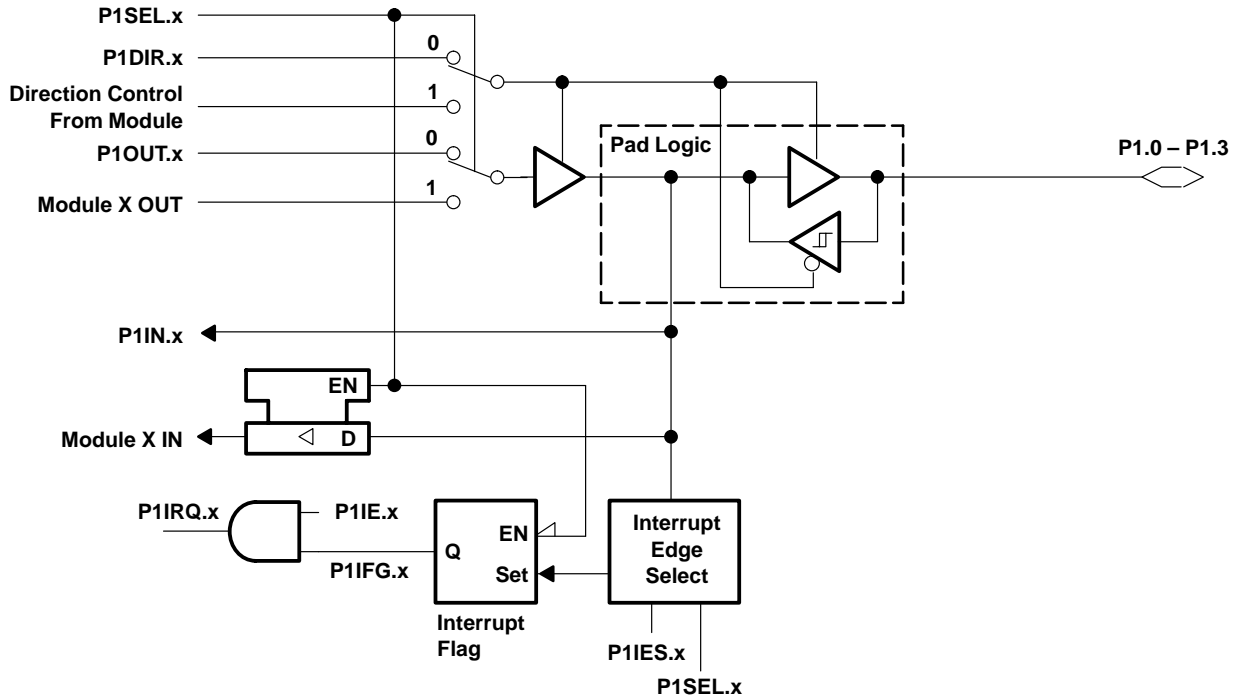 P1SEL.x
P1DIR.x
0
Direction Control
From Module
1
P1OUT.x
0
Module X OUT
1
Pad Logic
P1.0 – P1.3
P1IN.x
EN
Module X IN
D
P1IRQ.x
P1IE.x
P1IFG.x
Q
EN
Set
Interrupt
Flag
Interrupt
Edge
Select
P1IES.x
P1SEL.x